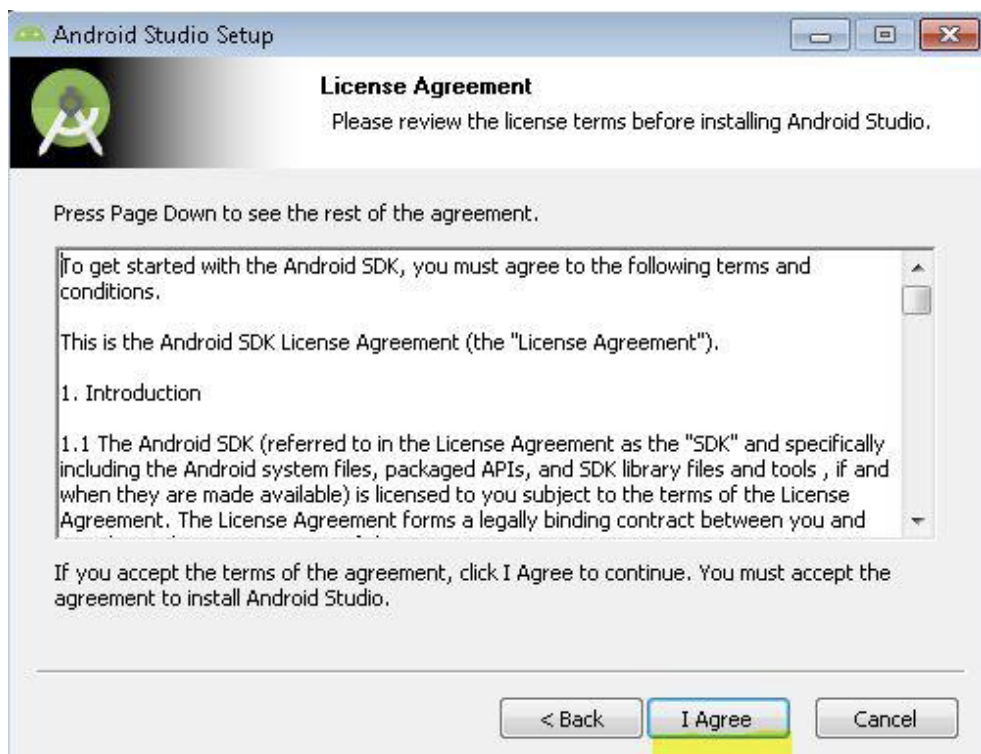 Android Studio Setup
License Agreement
Please review the license terms before installing Android Studio.
Press Page Down to see the rest of the agreement.
To get started with the Android SDK, you must agree to the following terms and
conditions.
This is the Android SDK License Agreement (the "License Agreement").
1. Introduction
1.1 The Android SDK (referred to in the License Agreement as the "SDK" and specifically
including the Android system files, packaged APIs, and SDK library files and tools , if and
when they are made available) is licensed to you subject to the terms of the License
Agreement. The License Agreement forms a legally binding contract between you and
If you accept the terms of the agreement, click I Agree to continue. You must accept the
agreement to install Android Studio.
< Back
I Agree
Cancel